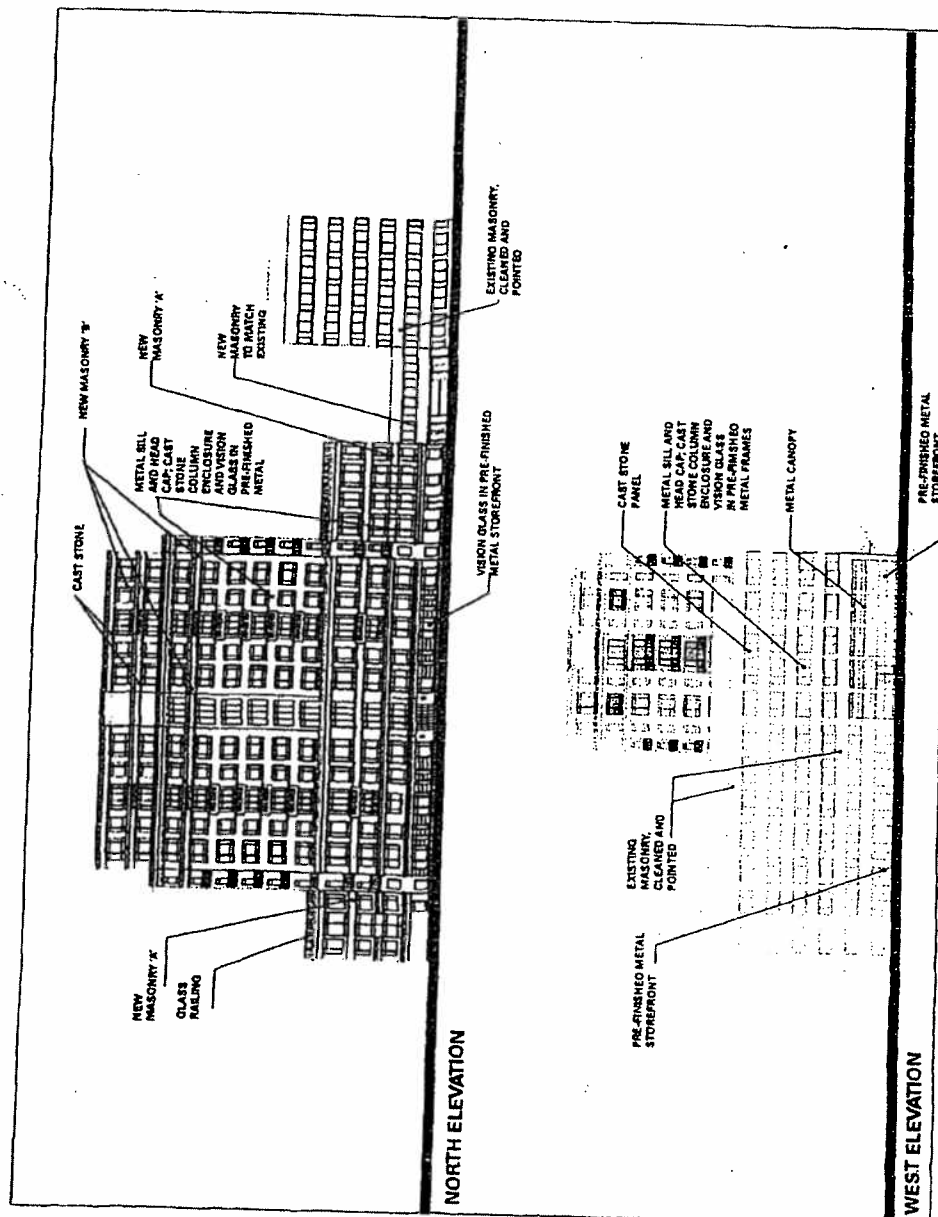 CAST STONE
NEW MASONRY 'B'
METAL SILL
AND HEAD
CAP; CAST
STONE
COLUMN
ENCLOSURE
AND VISION
GLASS IN
PRE-FINISHED
METAL
NEW
MASONRY 'A'
NEW
MASONRY
TO MATCH
EXISTING
NEW
MASONRY 'A'
GLASS
RAILING
VISION GLASS IN PRE-FINISHED
METAL STOREFRONT
EXISTING MASONRY,
CLEANED AND
POINTED
NORTH ELEVATION
CAST STONE
PANEL
METAL SILL AND
HEAD CAP; CAST
STONE COLUMN
ENCLOSURE AND
VISION GLASS
IN PRE-FINISHED
METAL FRAMES
METAL CANOPY
EXISTING
MASONRY,
CLEANED AND
POINTED
PRE-FINISHED METAL
STOREFRONT
PRE-FINISHED METAL
STOREFRONT
WEST ELEVATION